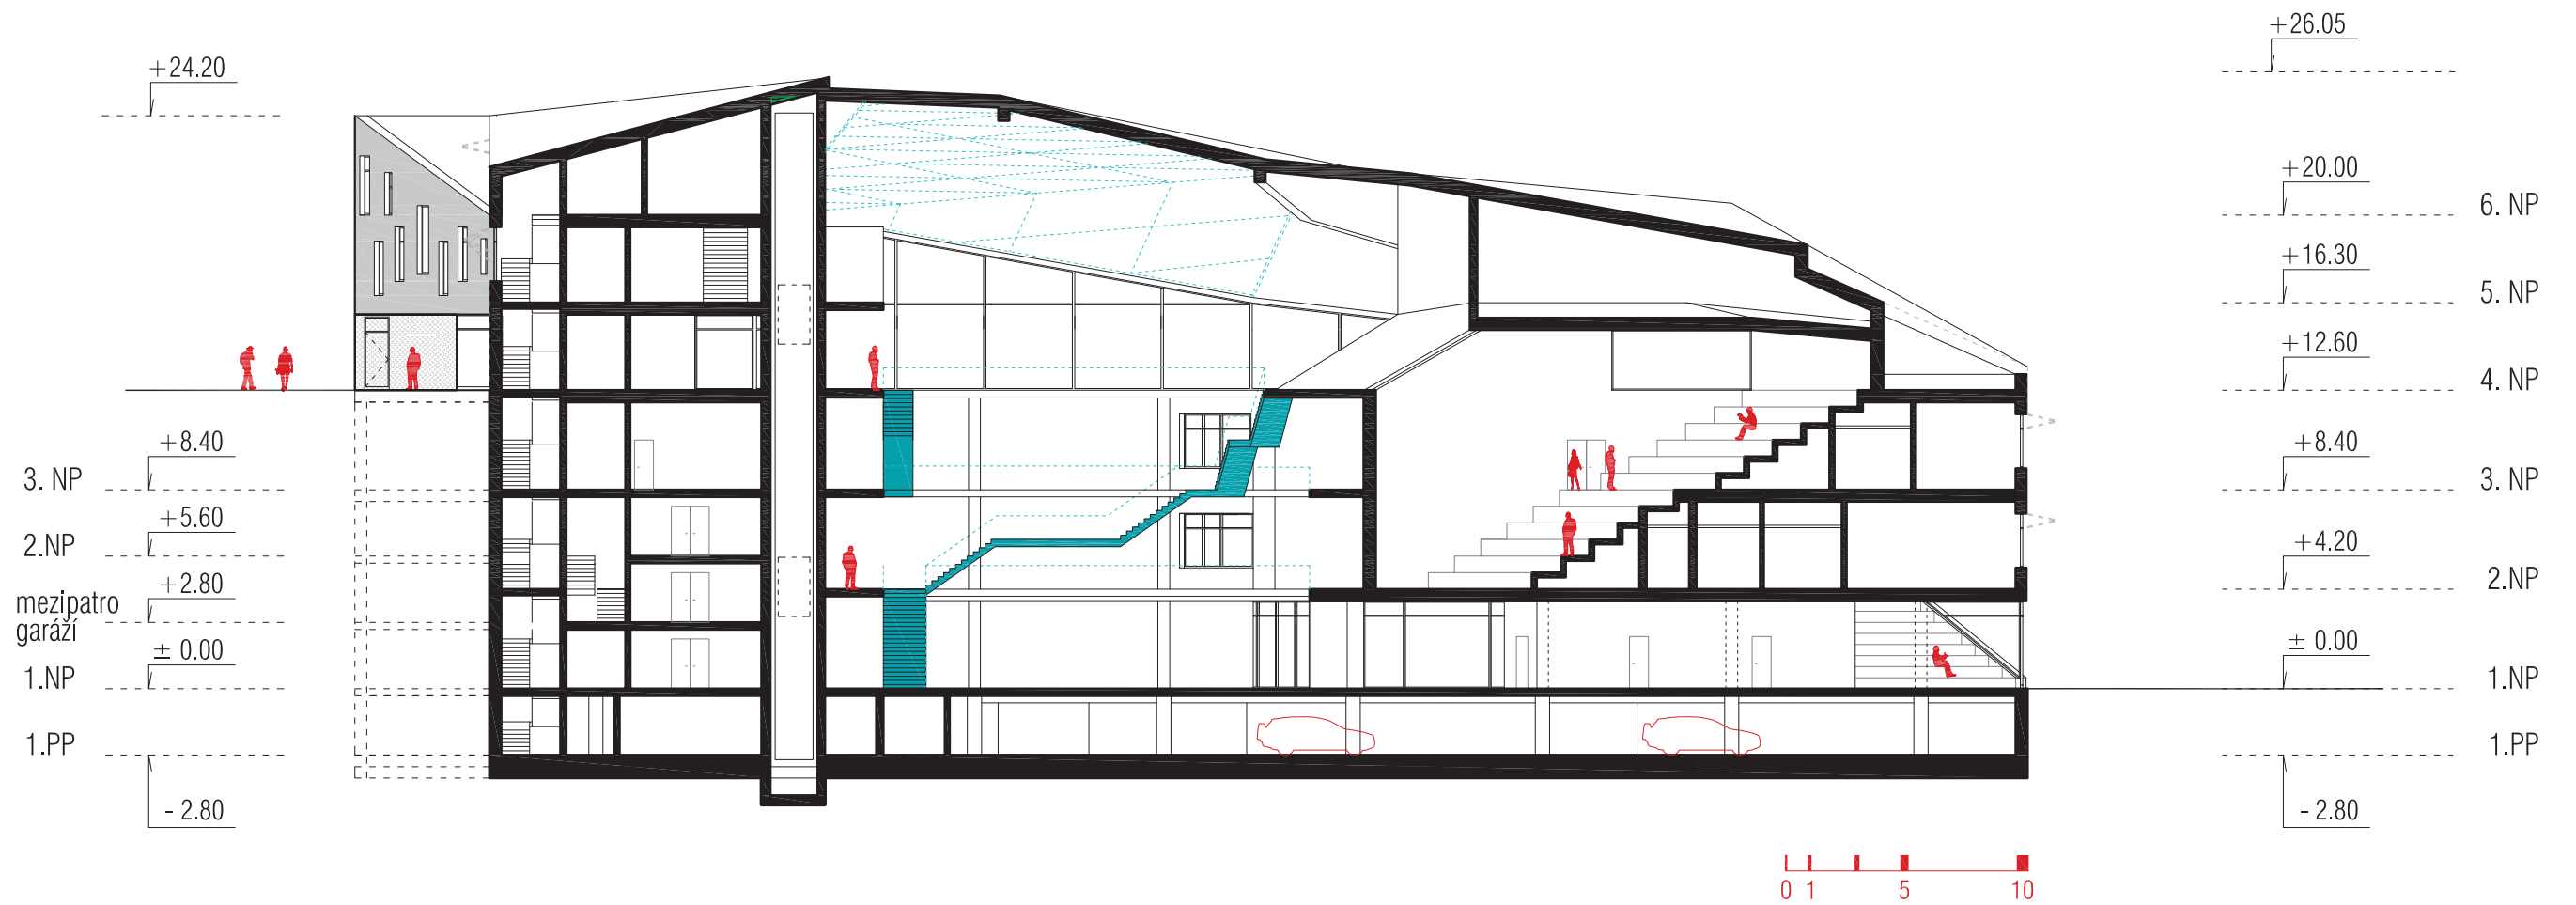 +24.20
+8.40
3. NP
+5.60
2.NP
+2.80
mezipatro
garáží
± 0.00
1.NP
1.PP
- 2.80
+26.05
+20.00
6. NP
+16.30
5. NP
+12.60
4. NP
+8.40
3. NP
+4.20
2.NP
± 0.00
1.NP
1.PP
- 2.80
0 1 5 10